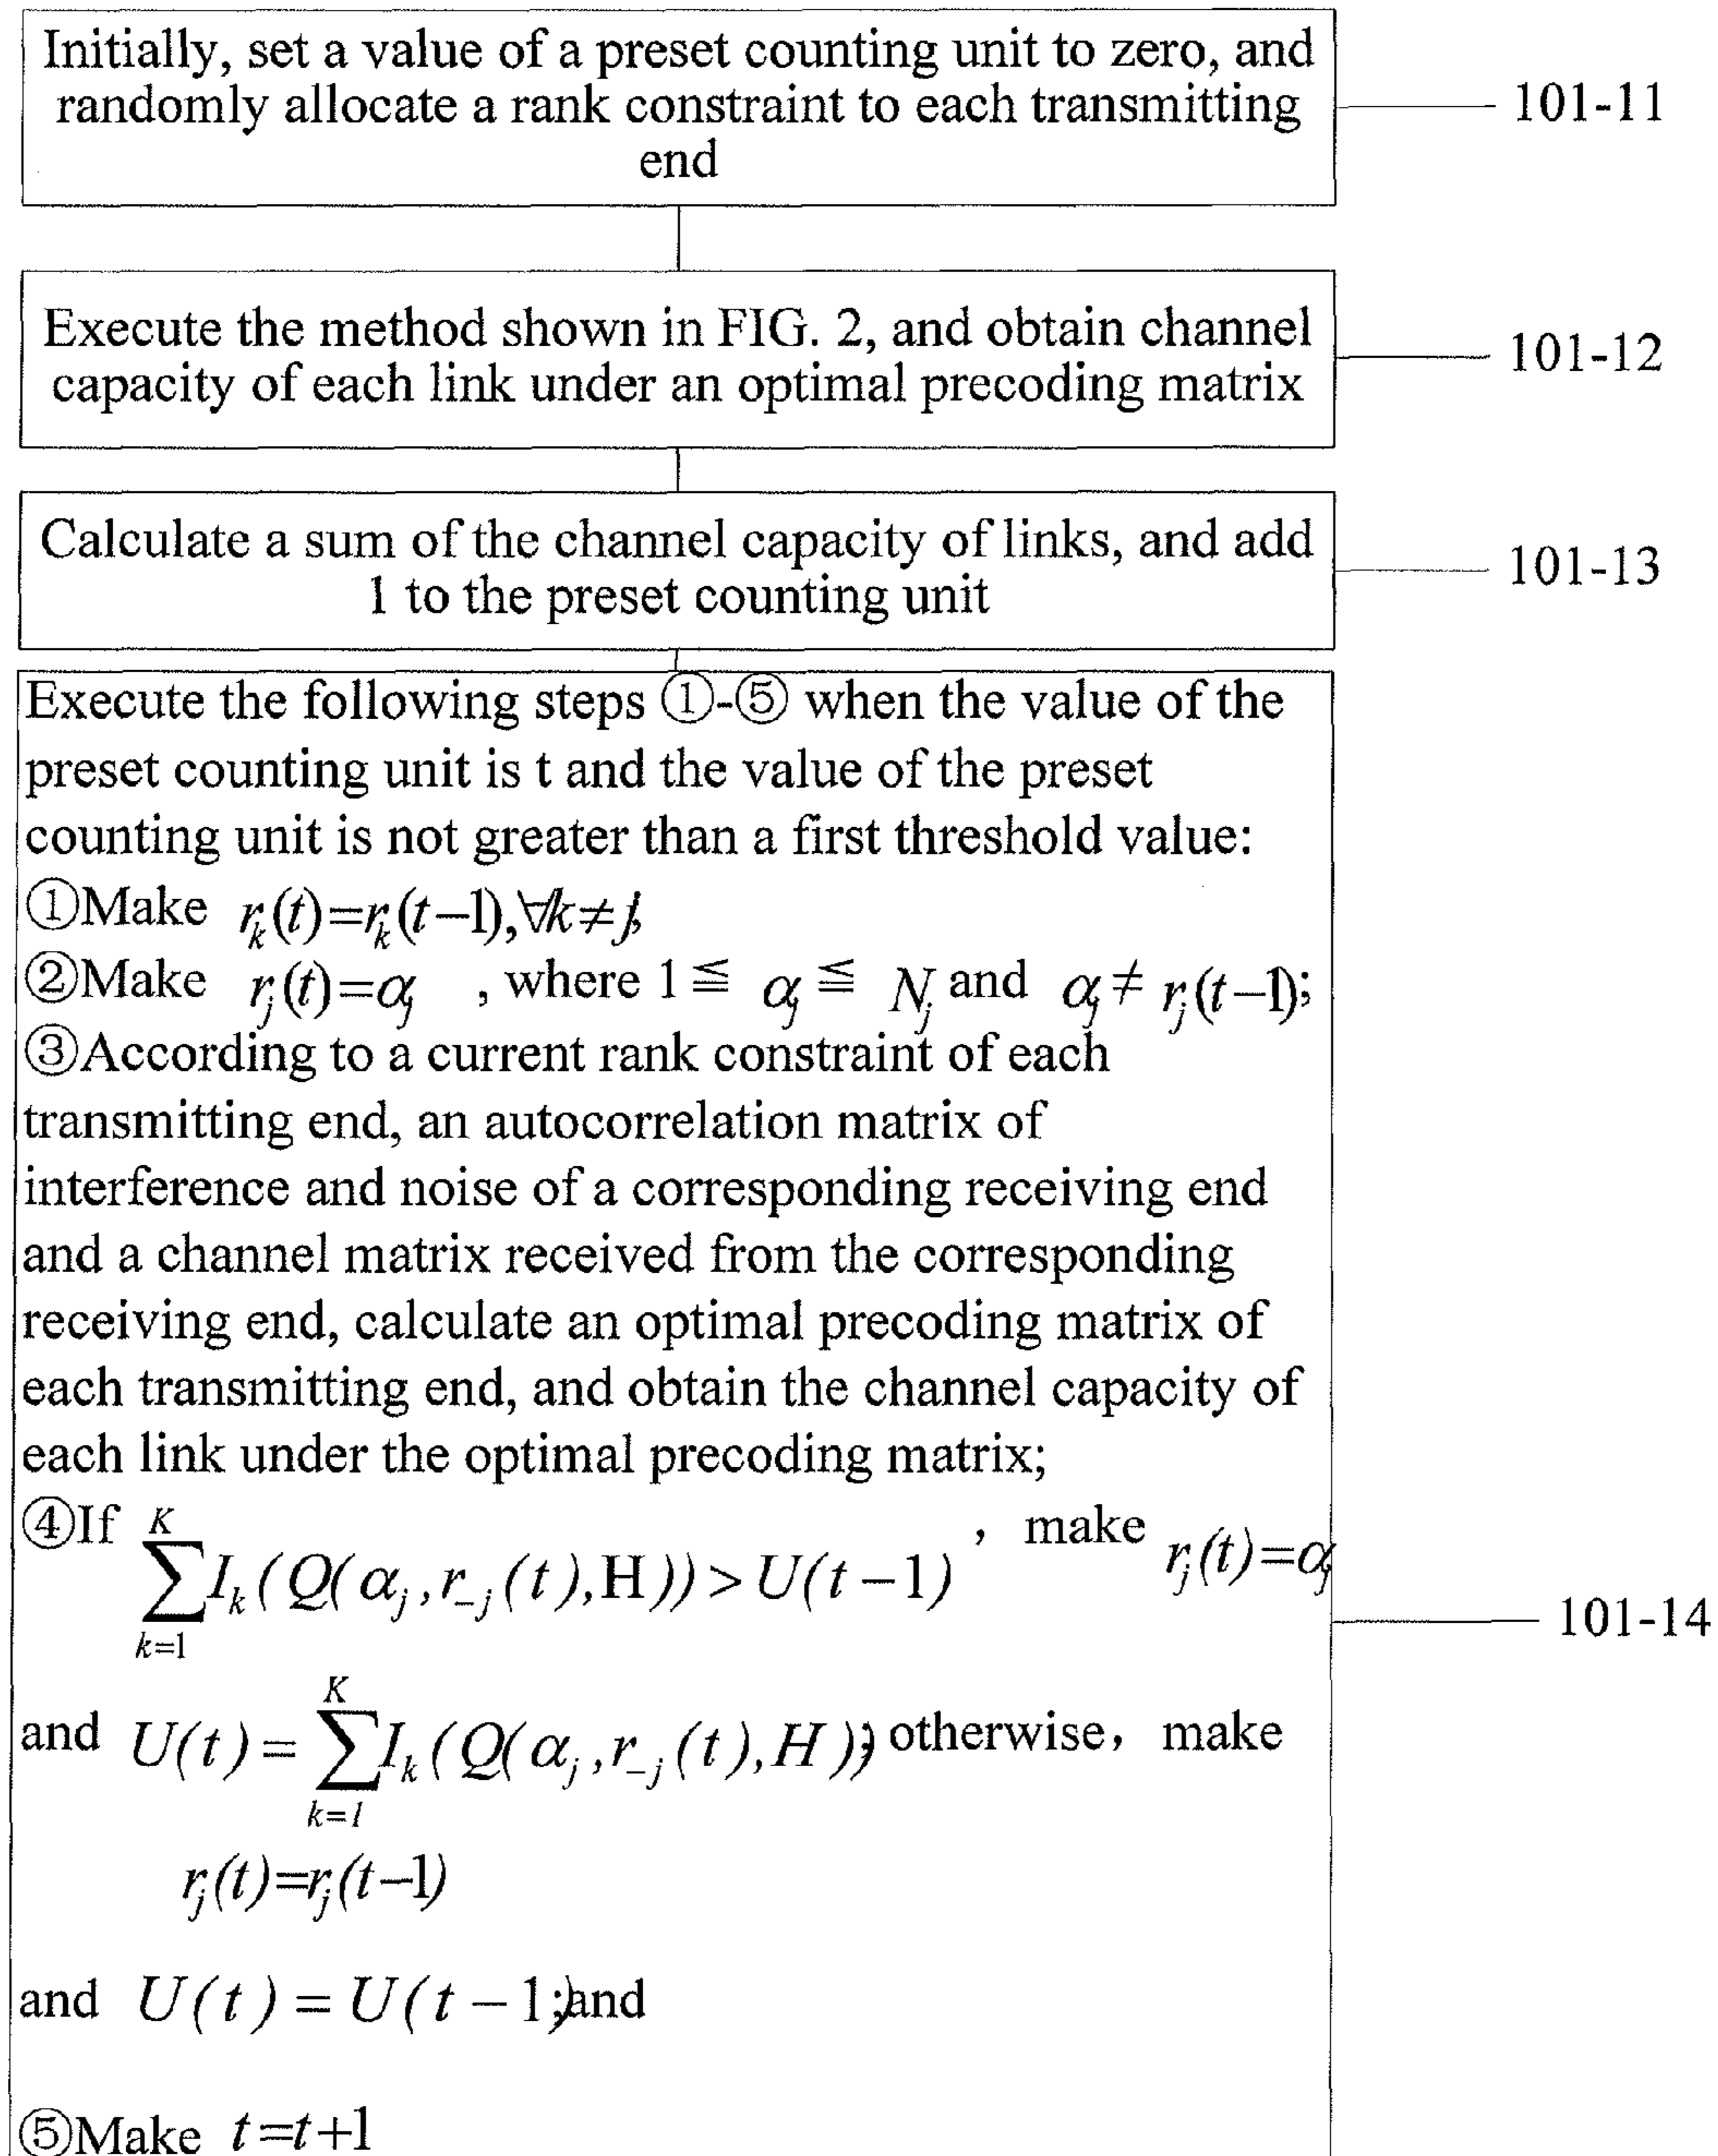 Initially, set a value of a preset counting unit to zero, and
randomly allocate a rank constraint to each transmitting
end
101-11
Execute the method shown in FIG. 2, and obtain channel
capacity of each link under an optimal precoding matrix
101-12
Calculate a sum of the channel capacity of links, and add
1 to the preset counting unit
101-13
Execute the following steps ①-⑤ when the value of the
preset counting unit is t and the value of the preset
counting unit is not greater than a first threshold value:
①Make r_k(t)=r_k(t−1),∀k≠j;
②Make r_j(t)=α_j , where 1 ≦ α_j ≦ N_j and α_j ≠ r_j(t−1);
③According to a current rank constraint of each
transmitting end, an autocorrelation matrix of
interference and noise of a corresponding receiving end
and a channel matrix received from the corresponding
receiving end, calculate an optimal precoding matrix of
each transmitting end, and obtain the channel capacity of
each link under the optimal precoding matrix;
④If ∑_{k=1}^{K} I_k(Q(α_j,r_{−j}(t),H))>U(t−1) , make r_j(t)=α_j
101-14
and U(t)=∑_{k=1}^{K} I_k(Q(α_j,r_{−j}(t),H)); otherwise, make
r_j(t)=r_j(t−1)
and U(t)=U(t−1);and
⑤Make t=t+1